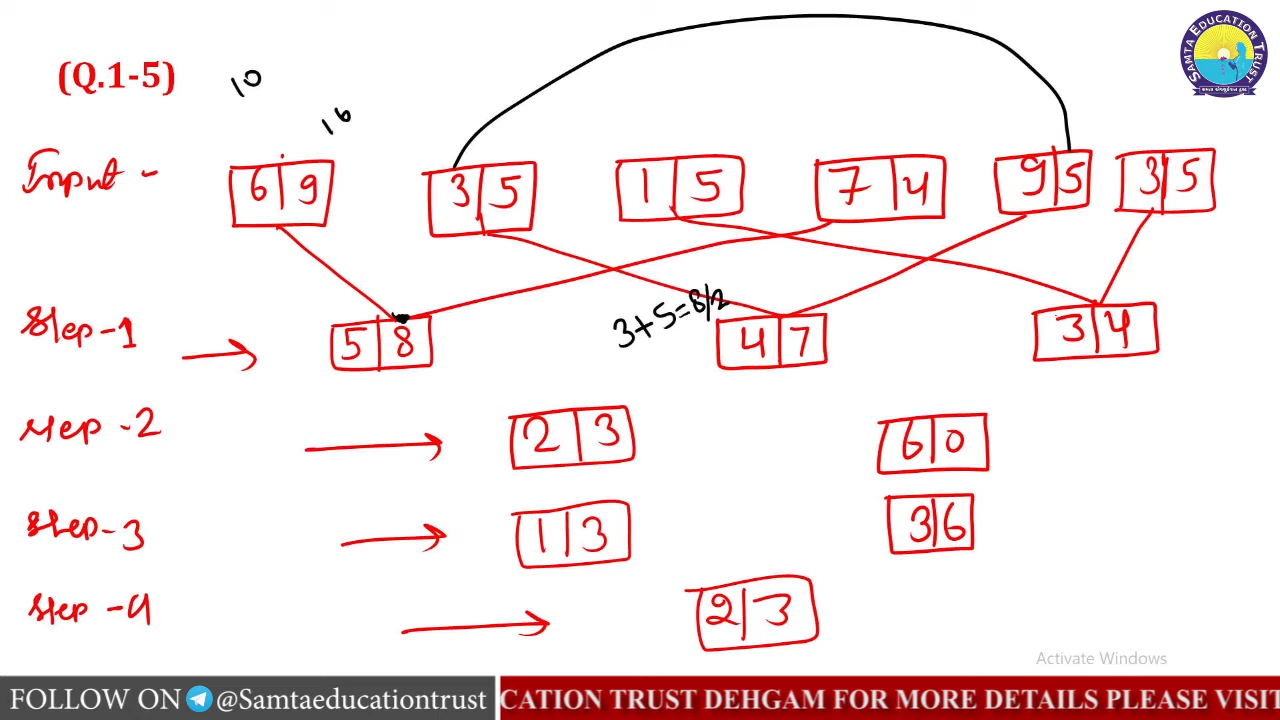 SAMTA EDUCATION TRUST
(Q.1-5)
10
16
Input - 6 9 3 5 1 5 7 4 9 5 3 5
3+5=8/2
Step-1 → 5 8 4 7 3 4
Step -2 → 2 3 6 0
Step-3 → 1 3 3 6
Step -4 → 2 3
Activate Windows
FOLLOW ON @Samtaeducationtrust CATION TRUST DEHGAM FOR MORE DETAILS PLEASE VISIT